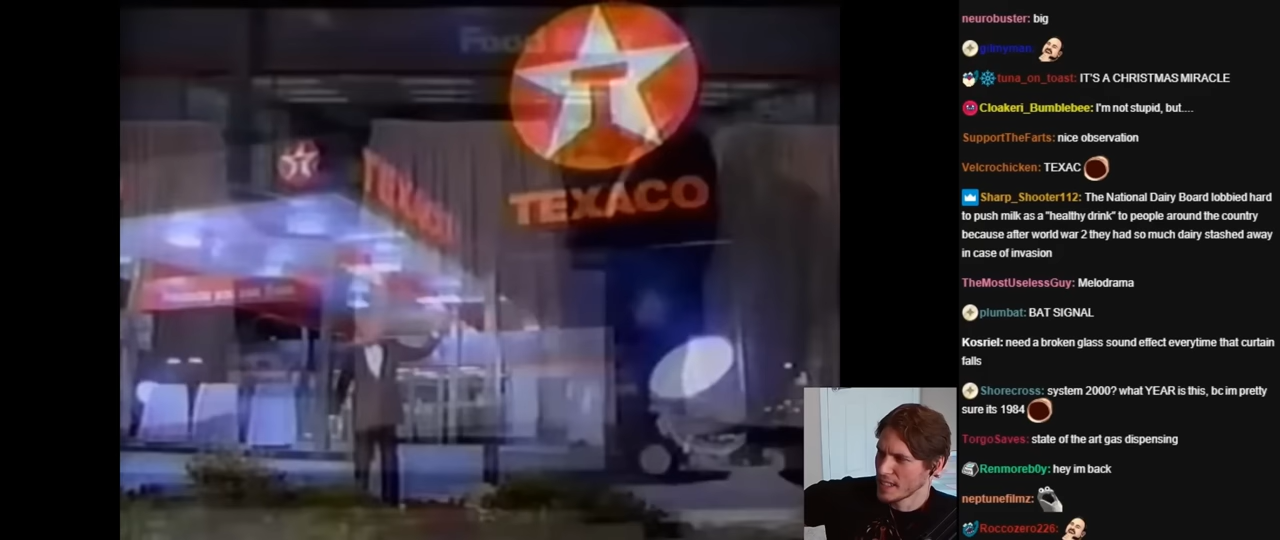 Food
TEXACO
TEXACO
neurobuster: big
gilmyman:
tuna_on_toast: IT'S A CHRISTMAS MIRACLE
Cloakeri_Bumblebee: I'm not stupid, but....
SupportTheFarts: nice observation
Velcrochicken: TEXAC
Sharp_Shooter112: The National Dairy Board lobbied hard
to push milk as a "healthy drink" to people around the country
because after world war 2 they had so much dairy stashed away
in case of invasion
TheMostUselessGuy: Melodrama
plumbat: BAT SIGNAL
Kosriel: need a broken glass sound effect everytime that curtain
falls
Shorecross: system 2000? what YEAR is this, bc im pretty
sure its 1984
TorgoSaves: state of the art gas dispensing
Renmoreb0y: hey im back
neptunefilmz:
Roccozero226: